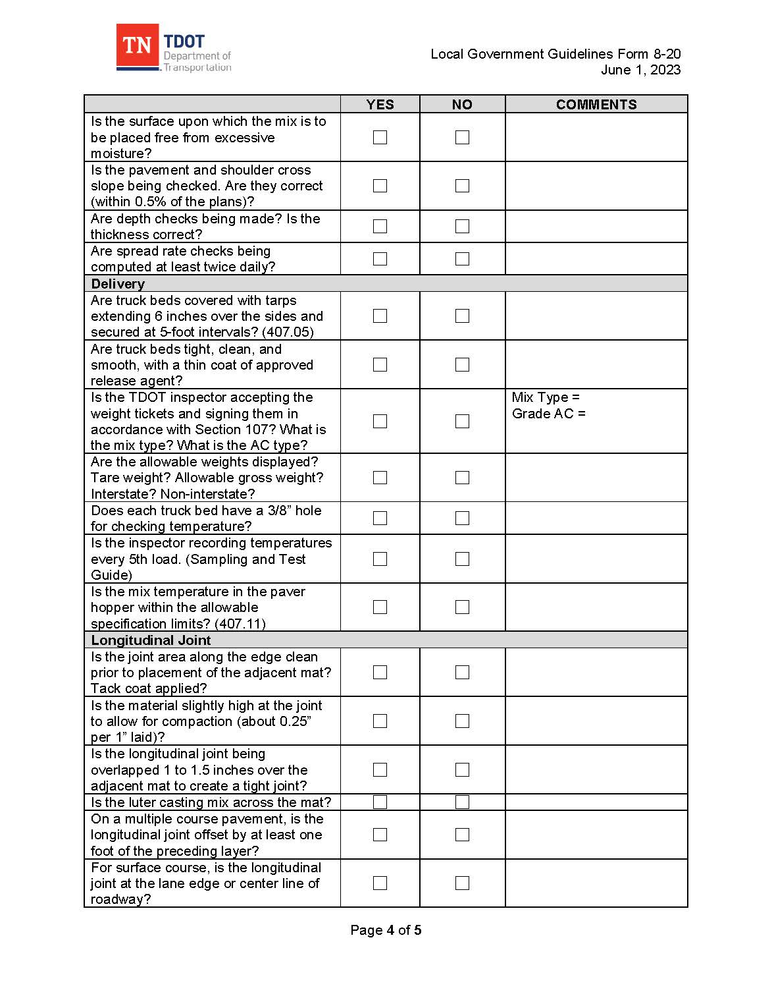 TN TDOT
Department of
Transportation
Local Government Guidelines Form 8-20
June 1, 2023
YES NO COMMENTS
Is the surface upon which the mix is to
be placed free from excessive
moisture?
☐ ☐
Is the pavement and shoulder cross
slope being checked. Are they correct
(within 0.5% of the plans)?
☐ ☐
Are depth checks being made? Is the
thickness correct?
☐ ☐
Are spread rate checks being
computed at least twice daily?
☐ ☐
Delivery
Are truck beds covered with tarps
extending 6 inches over the sides and
secured at 5-foot intervals? (407.05)
☐ ☐
Are truck beds tight, clean, and
smooth, with a thin coat of approved
release agent?
☐ ☐
Is the TDOT inspector accepting the
weight tickets and signing them in
accordance with Section 107? What is
the mix type? What is the AC type?
☐ ☐
Mix Type =
Grade AC =
Are the allowable weights displayed?
Tare weight? Allowable gross weight?
Interstate? Non-interstate?
☐ ☐
Does each truck bed have a 3/8” hole
for checking temperature?
☐ ☐
Is the inspector recording temperatures
every 5th load. (Sampling and Test
Guide)
☐ ☐
Is the mix temperature in the paver
hopper within the allowable
specification limits? (407.11)
☐ ☐
Longitudinal Joint
Is the joint area along the edge clean
prior to placement of the adjacent mat?
Tack coat applied?
☐ ☐
Is the material slightly high at the joint
to allow for compaction (about 0.25”
per 1” laid)?
☐ ☐
Is the longitudinal joint being
overlapped 1 to 1.5 inches over the
adjacent mat to create a tight joint?
☐ ☐
Is the luter casting mix across the mat?
☐ ☐
On a multiple course pavement, is the
longitudinal joint offset by at least one
foot of the preceding layer?
☐ ☐
For surface course, is the longitudinal
joint at the lane edge or center line of
roadway?
☐ ☐
Page 4 of 5